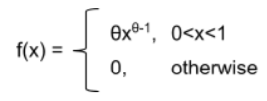 θx^θ-1, 0<x<1
f(x) =
0, otherwise